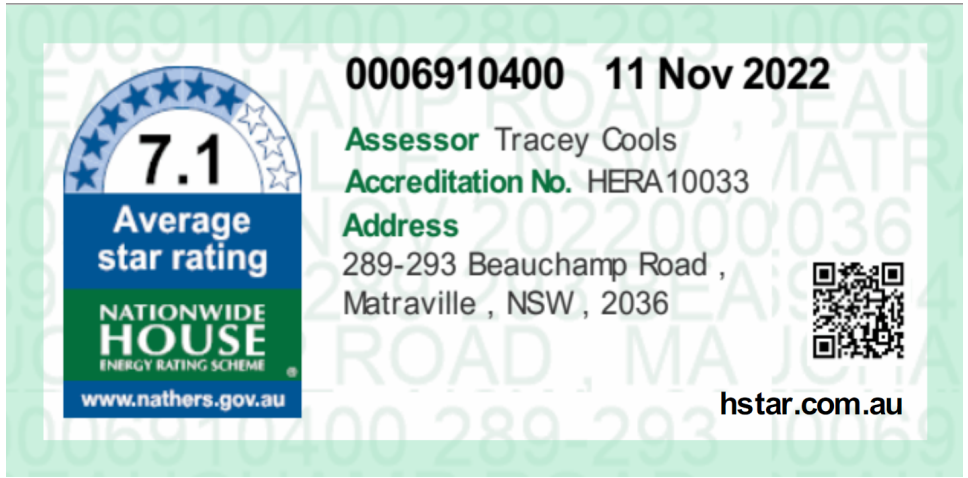 0006910400 11 Nov 2022
Assessor Tracey Cools
Accreditation No. HERA10033
Address
289-293 Beauchamp Road ,
Matraville , NSW , 2036
7.1
Average
star rating
NATIONWIDE
HOUSE
ENERGY RATING SCHEME ®
www.nathers.gov.au
hstar.com.au